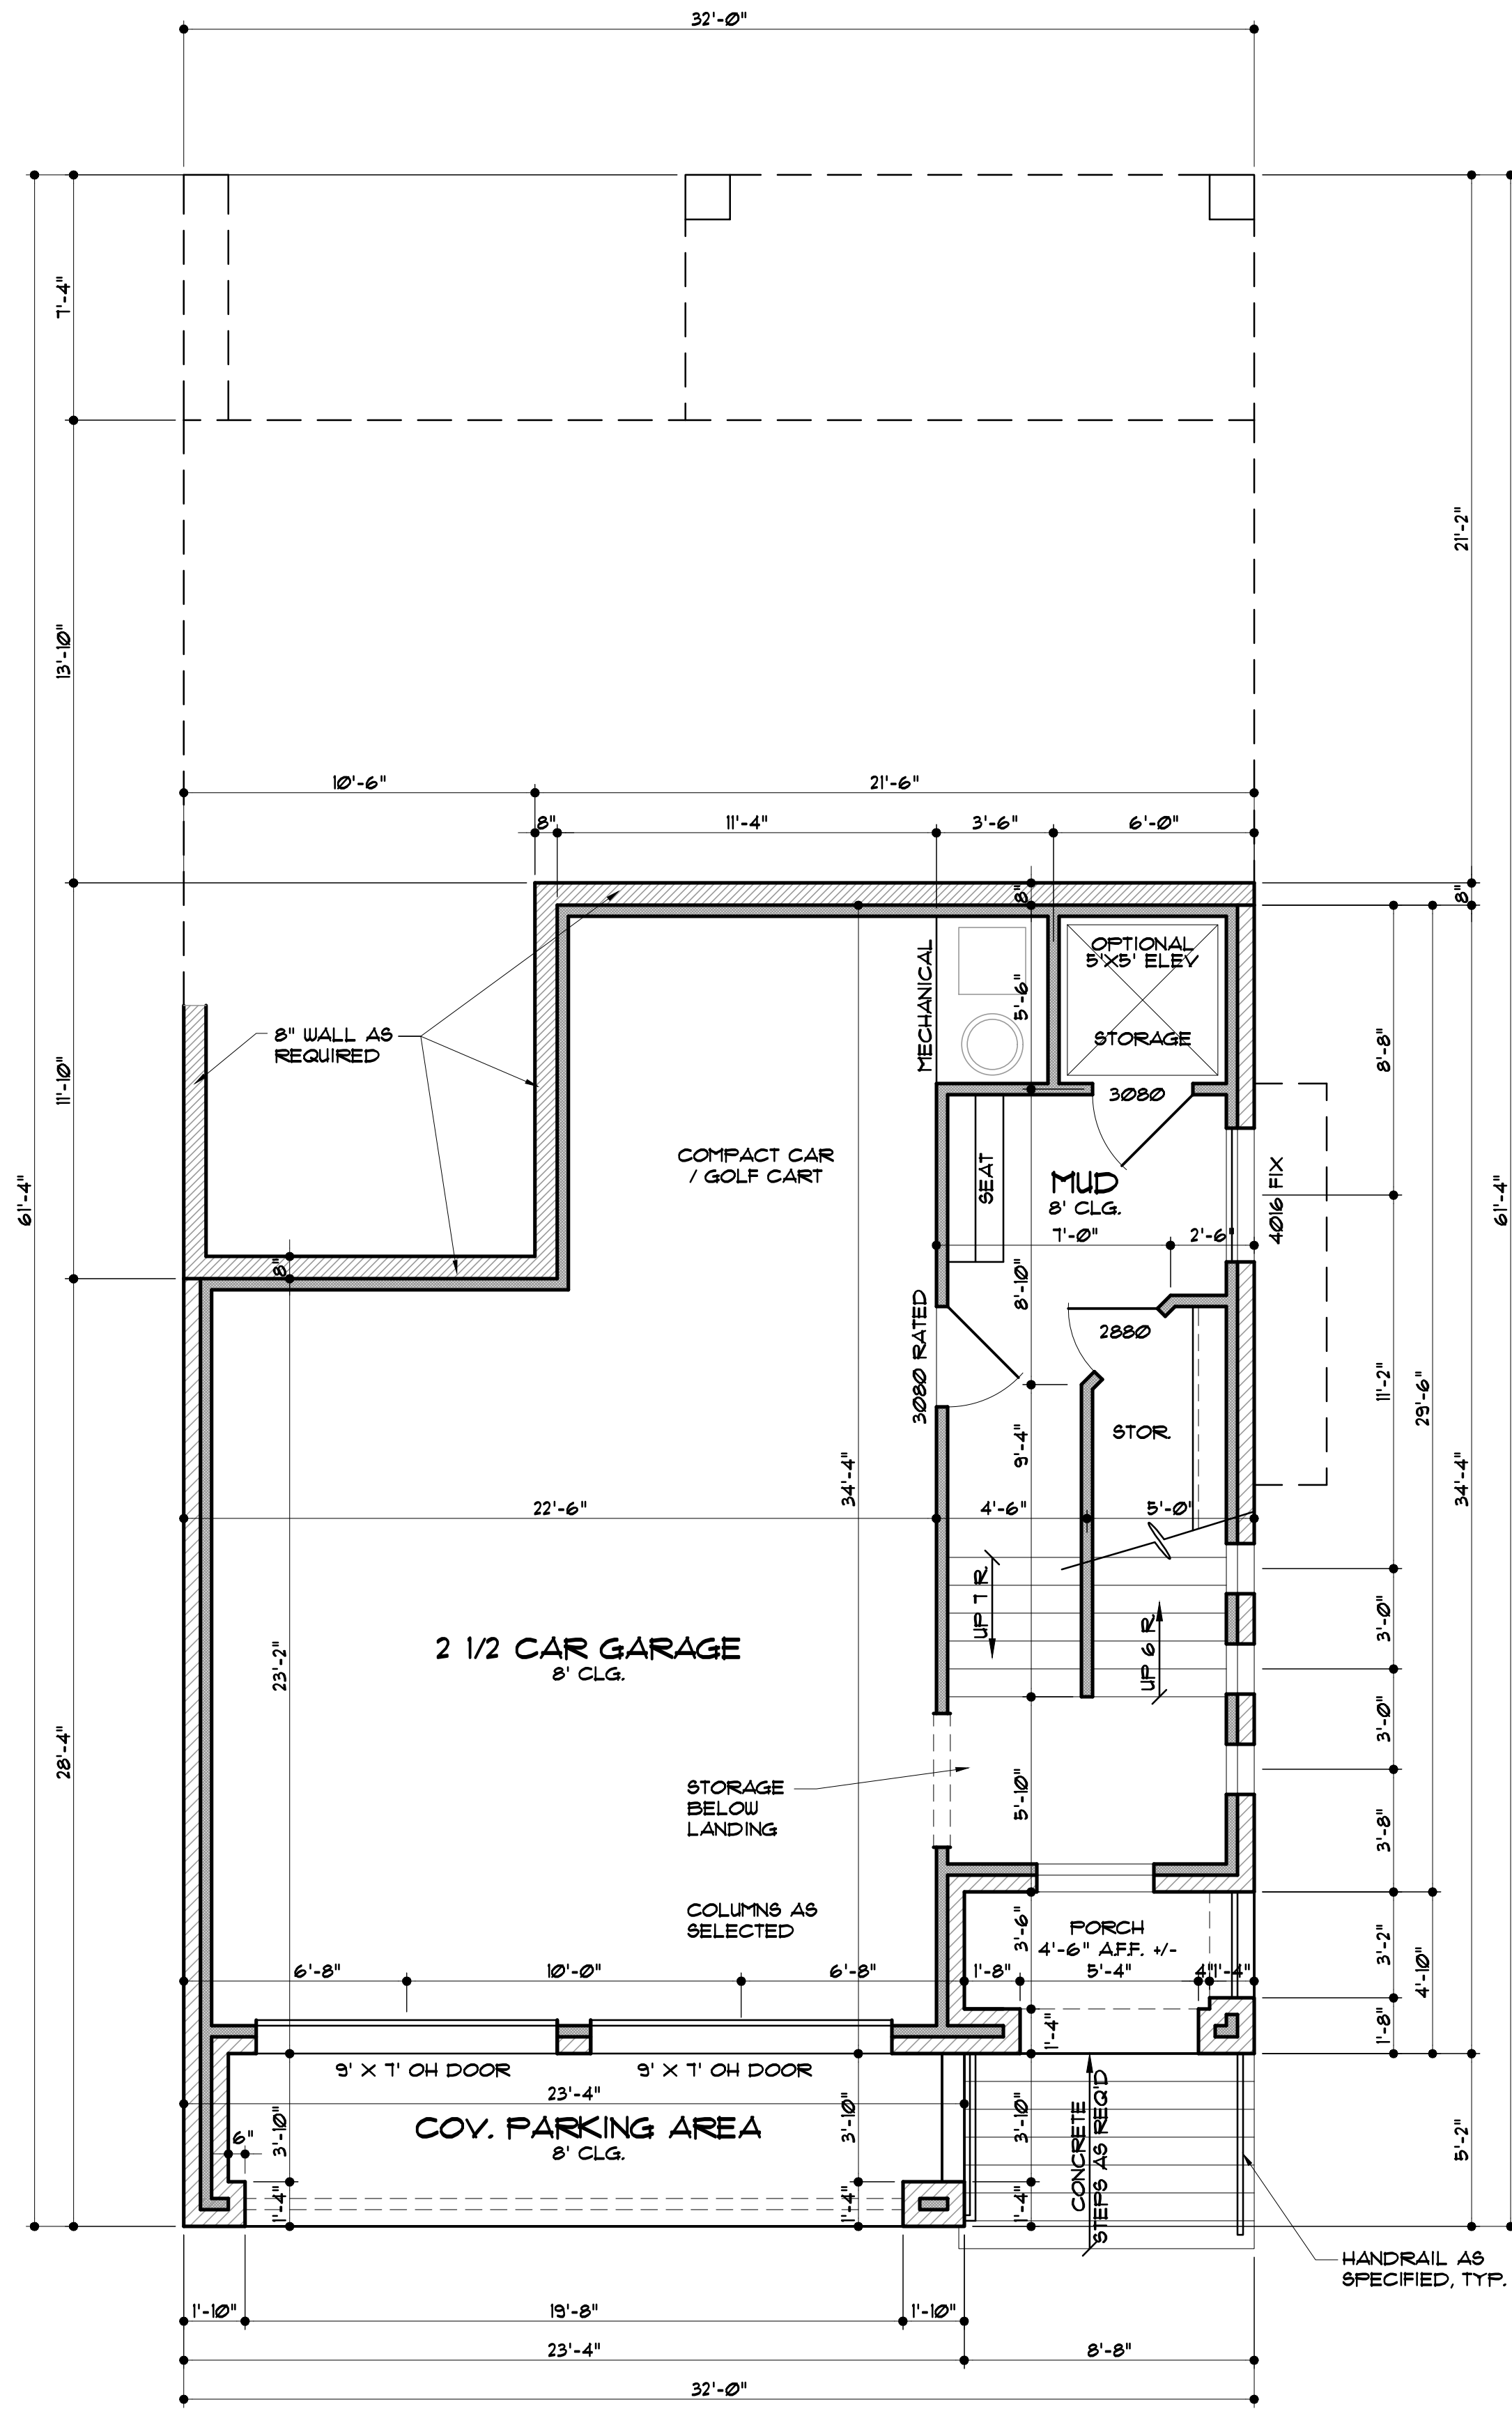 32'-0"
7'-4"
21'-2"
13'-10"
10'-6"
21'-6"
8"
11'-4"
3'-6"
6'-0"
8"
8"
MECHANICAL
5'-6"
OPTIONAL
5'X5' ELEV
STORAGE
8" WALL AS
REQUIRED
8'-8"
11'-10"
3080
COMPACT CAR
/ GOLF CART
SEAT
MUD
8' CLG.
4016 FIX
61'-4"
61'-4"
7'-0"
2'-6"
8"
8'-10"
3080 RATED
2880
11'-2"
29'-6"
STOR.
9'-4"
34'-4"
34'-4"
22'-6"
4'-6"
5'-0"
UP 7 R.
UP 6 R.
3'-0"
2 1/2 CAR GARAGE
8' CLG.
23'-2"
3'-0"
28'-4"
STORAGE
BELOW
LANDING
5'-10"
3'-8"
COLUMNS AS
SELECTED
3'-6"
PORCH
4'-6" A.F.F. +/-
3'-2"
4'-10"
6'-8"
10'-0"
6'-8"
1'-8"
5'-4"
4"
1'-4"
1'-4"
1'-8"
9' X 7' OH DOOR
9' X 7' OH DOOR
23'-4"
COV. PARKING AREA
8' CLG.
6"
3'-10"
3'-10"
3'-10"
CONCRETE
STEPS AS REQ'D
5'-2"
1'-4"
1'-4"
1'-4"
HANDRAIL AS
SPECIFIED, TYP.
1'-10"
19'-8"
1'-10"
23'-4"
8'-8"
32'-0"